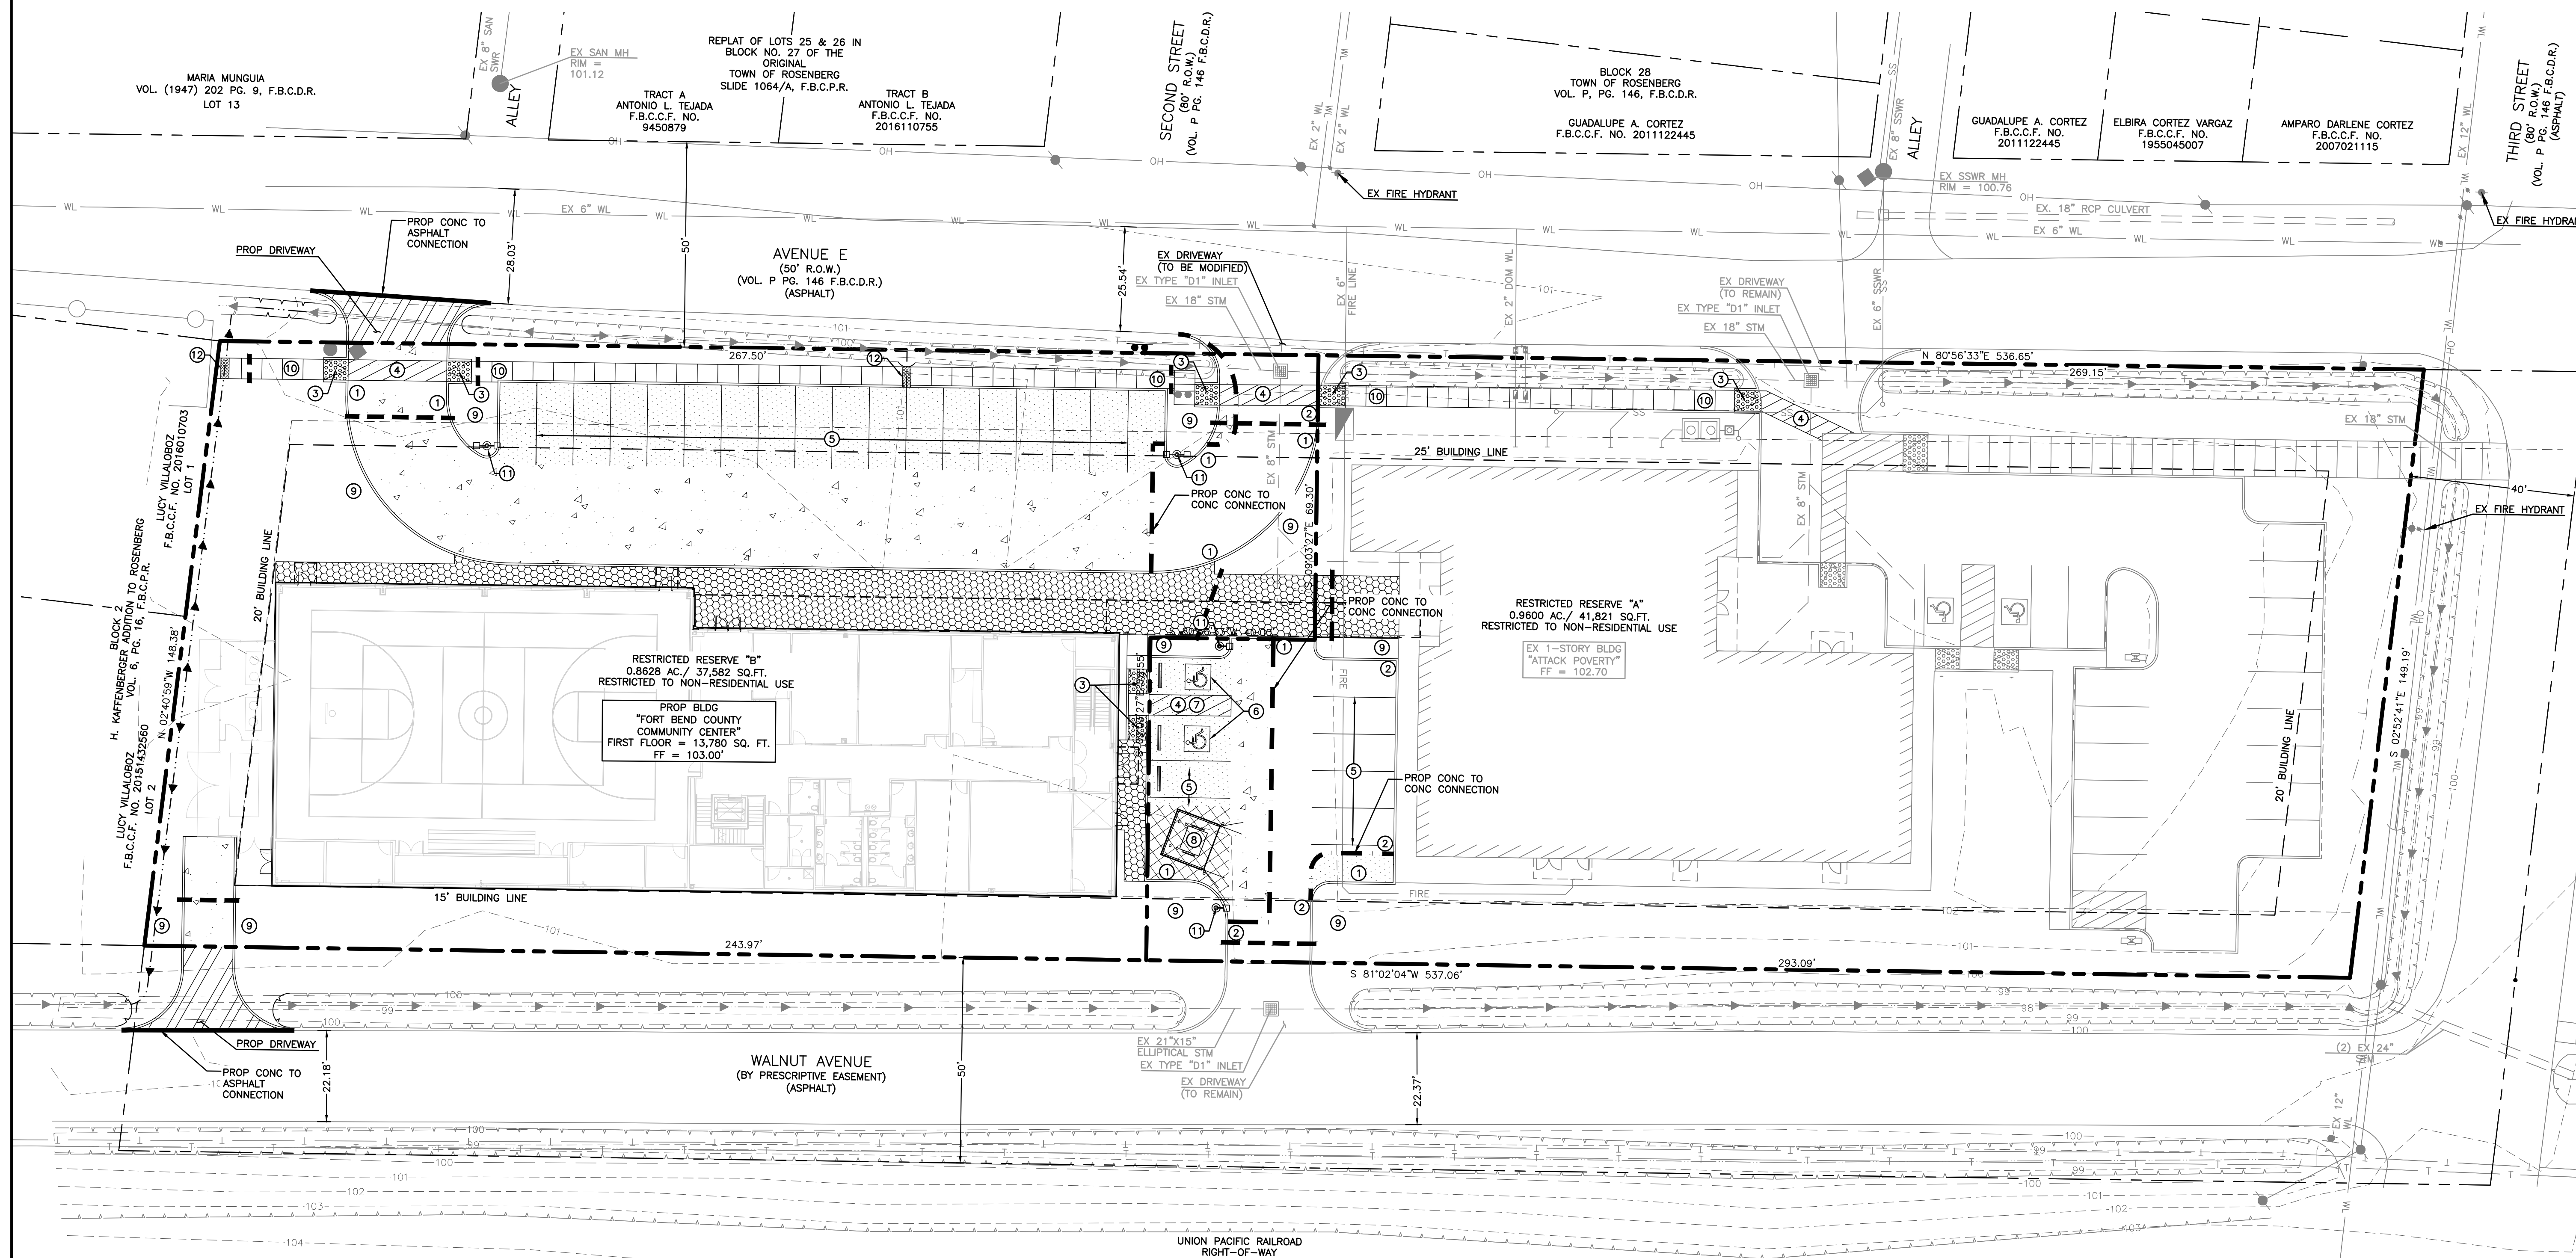 MARIA MUNGUIA
VOL. (1947) 202 PG. 9, F.B.C.D.R.
LOT 13
EX 8" SAN
SWR
EX SAN MH
RIM =
101.12
ALLEY
REPLAT OF LOTS 25 & 26 IN
BLOCK NO. 27 OF THE
ORIGINAL
TOWN OF ROSENBERG
SLIDE 1064/A, F.B.C.P.R.
TRACT A
ANTONIO L. TEJADA
F.B.C.C.F. NO.
9450879
TRACT B
ANTONIO L. TEJADA
F.B.C.C.F. NO.
2016110755
SECOND STREET
(80' R.O.W.)
(VOL. P PG. 146 F.B.C.D.R.)
EX 2" WL
EX 2" WL
EX FIRE HYDRANT
BLOCK 28
TOWN OF ROSENBERG
VOL. P, PG. 146, F.B.C.D.R.
GUADALUPE A. CORTEZ
F.B.C.C.F. NO. 2011122445
EX 8" SSWR
ALLEY
EX SSWR MH
RIM = 100.76
GUADALUPE A. CORTEZ
F.B.C.C.F. NO.
2011122445
ELBIRA CORTEZ VARGAZ
F.B.C.C.F. NO.
1955045007
AMPARO DARLENE CORTEZ
F.B.C.C.F. NO.
2007021115
EX 12" WL
THIRD STREET
(80' R.O.W.)
(VOL. P PG. 146 F.B.C.D.R.)
(ASPHALT)
EX. 18" RCP CULVERT
EX 6" WL
EX 6" WL
PROP CONC TO
ASPHALT
CONNECTION
PROP DRIVEWAY
28.03'
50'
AVENUE E
(50' R.O.W.)
(VOL. P PG. 146 F.B.C.D.R.)
(ASPHALT)
25.54'
EX DRIVEWAY
(TO BE MODIFIED)
EX TYPE "D1" INLET
EX 18" STM
EX 6"
FIRE LINE
EX 2" DOM WL
EX DRIVEWAY
(TO REMAIN)
EX TYPE "D1" INLET
EX 18" STM
EX 6" SSWR
267.50'
N 80°56'33"E 536.65'
269.15'
EX 18" STM
40'
EX FIRE HYDRANT
25' BUILDING LINE
EX 8" STM
EX 8" STM
PROP CONC TO
CONC CONNECTION
S 09°03'27"E 69.30'
LUCY VILLALOBOZ
F.B.C.C.F. NO. 2016010703
LOT 1
BLOCK 2
H. KAFFENBERGER ADDITION TO ROSENBERG
VOL. 6, PG. 16, F.B.C.P.R.
N 02°40'59"W 148.38'
LUCY VILLALOBOZ
F.B.C.C.F. NO. 20151432560
LOT 2
20' BUILDING LINE
RESTRICTED RESERVE "B"
0.8628 AC./ 37,582 SQ.FT.
RESTRICTED TO NON-RESIDENTIAL USE
PROP BLDG
"FORT BEND COUNTY
COMMUNITY CENTER"
FIRST FLOOR = 13,780 SQ. FT.
FF = 103.00'
PROP CONC TO
CONC CONNECTION
FIRE
RESTRICTED RESERVE "A"
0.9600 AC./ 41,821 SQ.FT.
RESTRICTED TO NON-RESIDENTIAL USE
EX 1-STORY BLDG
"ATTACK POVERTY"
FF = 102.70
PROP CONC TO
CONC CONNECTION
FIRE
20' BUILDING LINE
S 02°52'41"E 149.19'
15' BUILDING LINE
243.97'
293.09'
S 81°02'04"W 537.06'
PROP DRIVEWAY
PROP CONC TO
ASPHALT
CONNECTION
22.18'
WALNUT AVENUE
(BY PRESCRIPTIVE EASEMENT)
(ASPHALT)
50'
EX 21"X15"
ELLIPTICAL STM
EX TYPE "D1" INLET
EX DRIVEWAY
(TO REMAIN)
22.37'
(2) EX 24"
STM
EX 12"
WL
100
101
102
103
104
UNION PACIFIC RAILROAD
RIGHT-OF-WAY